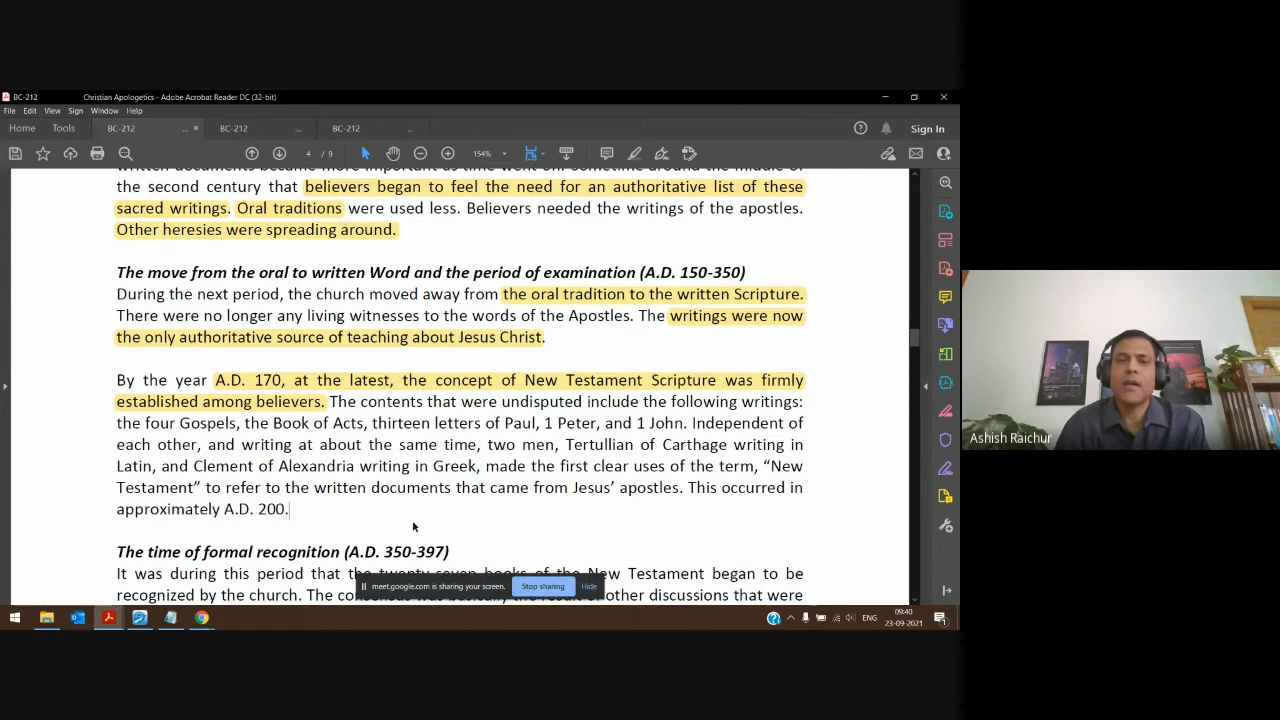 BC-212 Christian Apologetics - Adobe Acrobat Reader DC (32-bit)
File Edit View Sign Window Help
Home Tools BC-212 ... × BC-212 ... BC-212 ... Sign In
4 / 9 154%
the second century that believers began to feel the need for an authoritative list of these
sacred writings. Oral traditions were used less. Believers needed the writings of the apostles.
Other heresies were spreading around.
The move from the oral to written Word and the period of examination (A.D. 150-350)
During the next period, the church moved away from the oral tradition to the written Scripture.
There were no longer any living witnesses to the words of the Apostles. The writings were now
the only authoritative source of teaching about Jesus Christ.
By the year A.D. 170, at the latest, the concept of New Testament Scripture was firmly
established among believers. The contents that were undisputed include the following writings:
the four Gospels, the Book of Acts, thirteen letters of Paul, 1 Peter, and 1 John. Independent of
each other, and writing at about the same time, two men, Tertullian of Carthage writing in
Latin, and Clement of Alexandria writing in Greek, made the first clear uses of the term, “New
Testament” to refer to the written documents that came from Jesus’ apostles. This occurred in
approximately A.D. 200.
The time of formal recognition (A.D. 350-397)
It was during this period that the twenty-seven books of the New Testament began to be
recognized by the church. The consensus was basically the result of other discussions that were
meet.google.com is sharing your screen. Stop sharing Hide
ENG 09:40
23-09-2021
Ashish Raichur